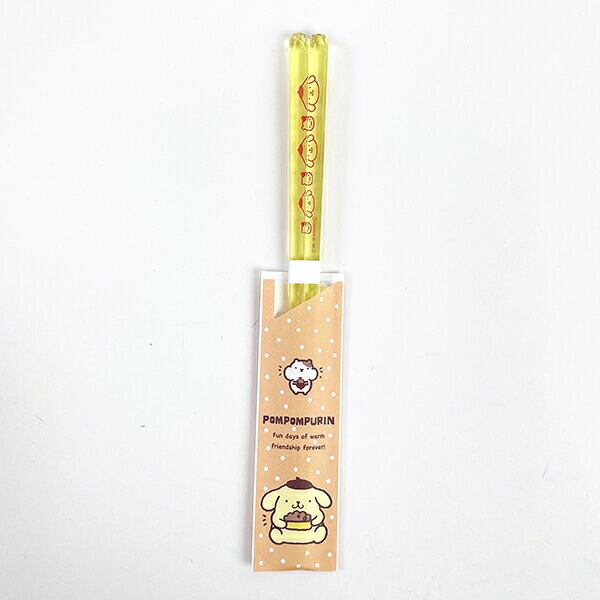 POMPOMPURIN
Fun days of warm
friendship forever!